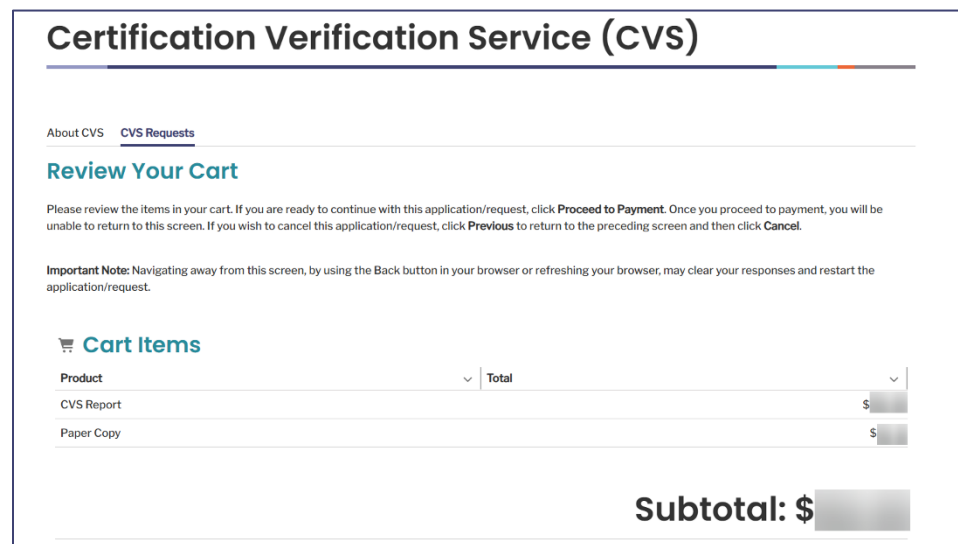 Certification Verification Service (CVS)
About CVS CVS Requests
Review Your Cart
Please review the items in your cart. If you are ready to continue with this application/request, click Proceed to Payment. Once you proceed to payment, you will be
unable to return to this screen. If you wish to cancel this application/request, click Previous to return to the preceding screen and then click Cancel.
Important Note: Navigating away from this screen, by using the Back button in your browser or refreshing your browser, may clear your responses and restart the
application/request.
Cart Items
Product Total
CVS Report $
Paper Copy $
Subtotal: $